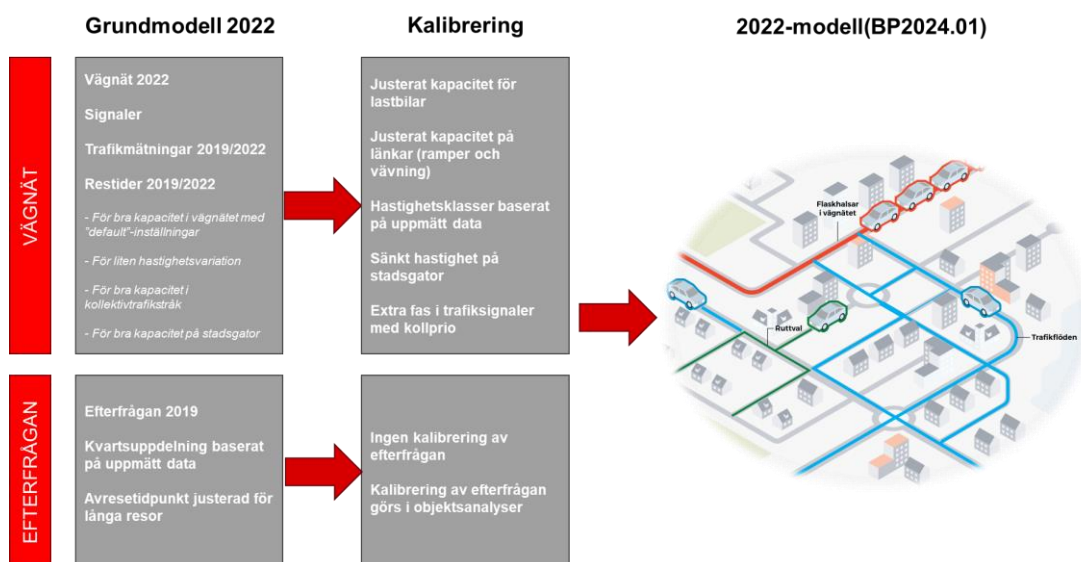 Grundmodell 2022
Kalibrering
2022-modell(BP2024.01)
VÄGNÄT
Vägnät 2022
Signaler
Trafikmätningar 2019/2022
Restider 2019/2022
- För bra kapacitet i vägnätet med
"default"-inställningar
- För liten hastighetsvariation
- För bra kapacitet i
kollektivtrafikstråk
- För bra kapacitet på stadsgator
Justerat kapacitet för
lastbilar
Justerat kapacitet på
länkar (ramper och
vävning)
Hastighetsklasser baserat
på uppmätt data
Sänkt hastighet på
stadsgator
Extra fas i trafiksignaler
med kollprio
Flaskhalsar
i vägnätet
Ruttval
Trafikflöden
EFTERFRÅGAN
Efterfrågan 2019
Kvartsuppdelning baserat
på uppmätt data
Avresetidpunkt justerad för
långa resor
Ingen kalibrering av
efterfrågan
Kalibrering av efterfrågan
görs i objektsanalyser